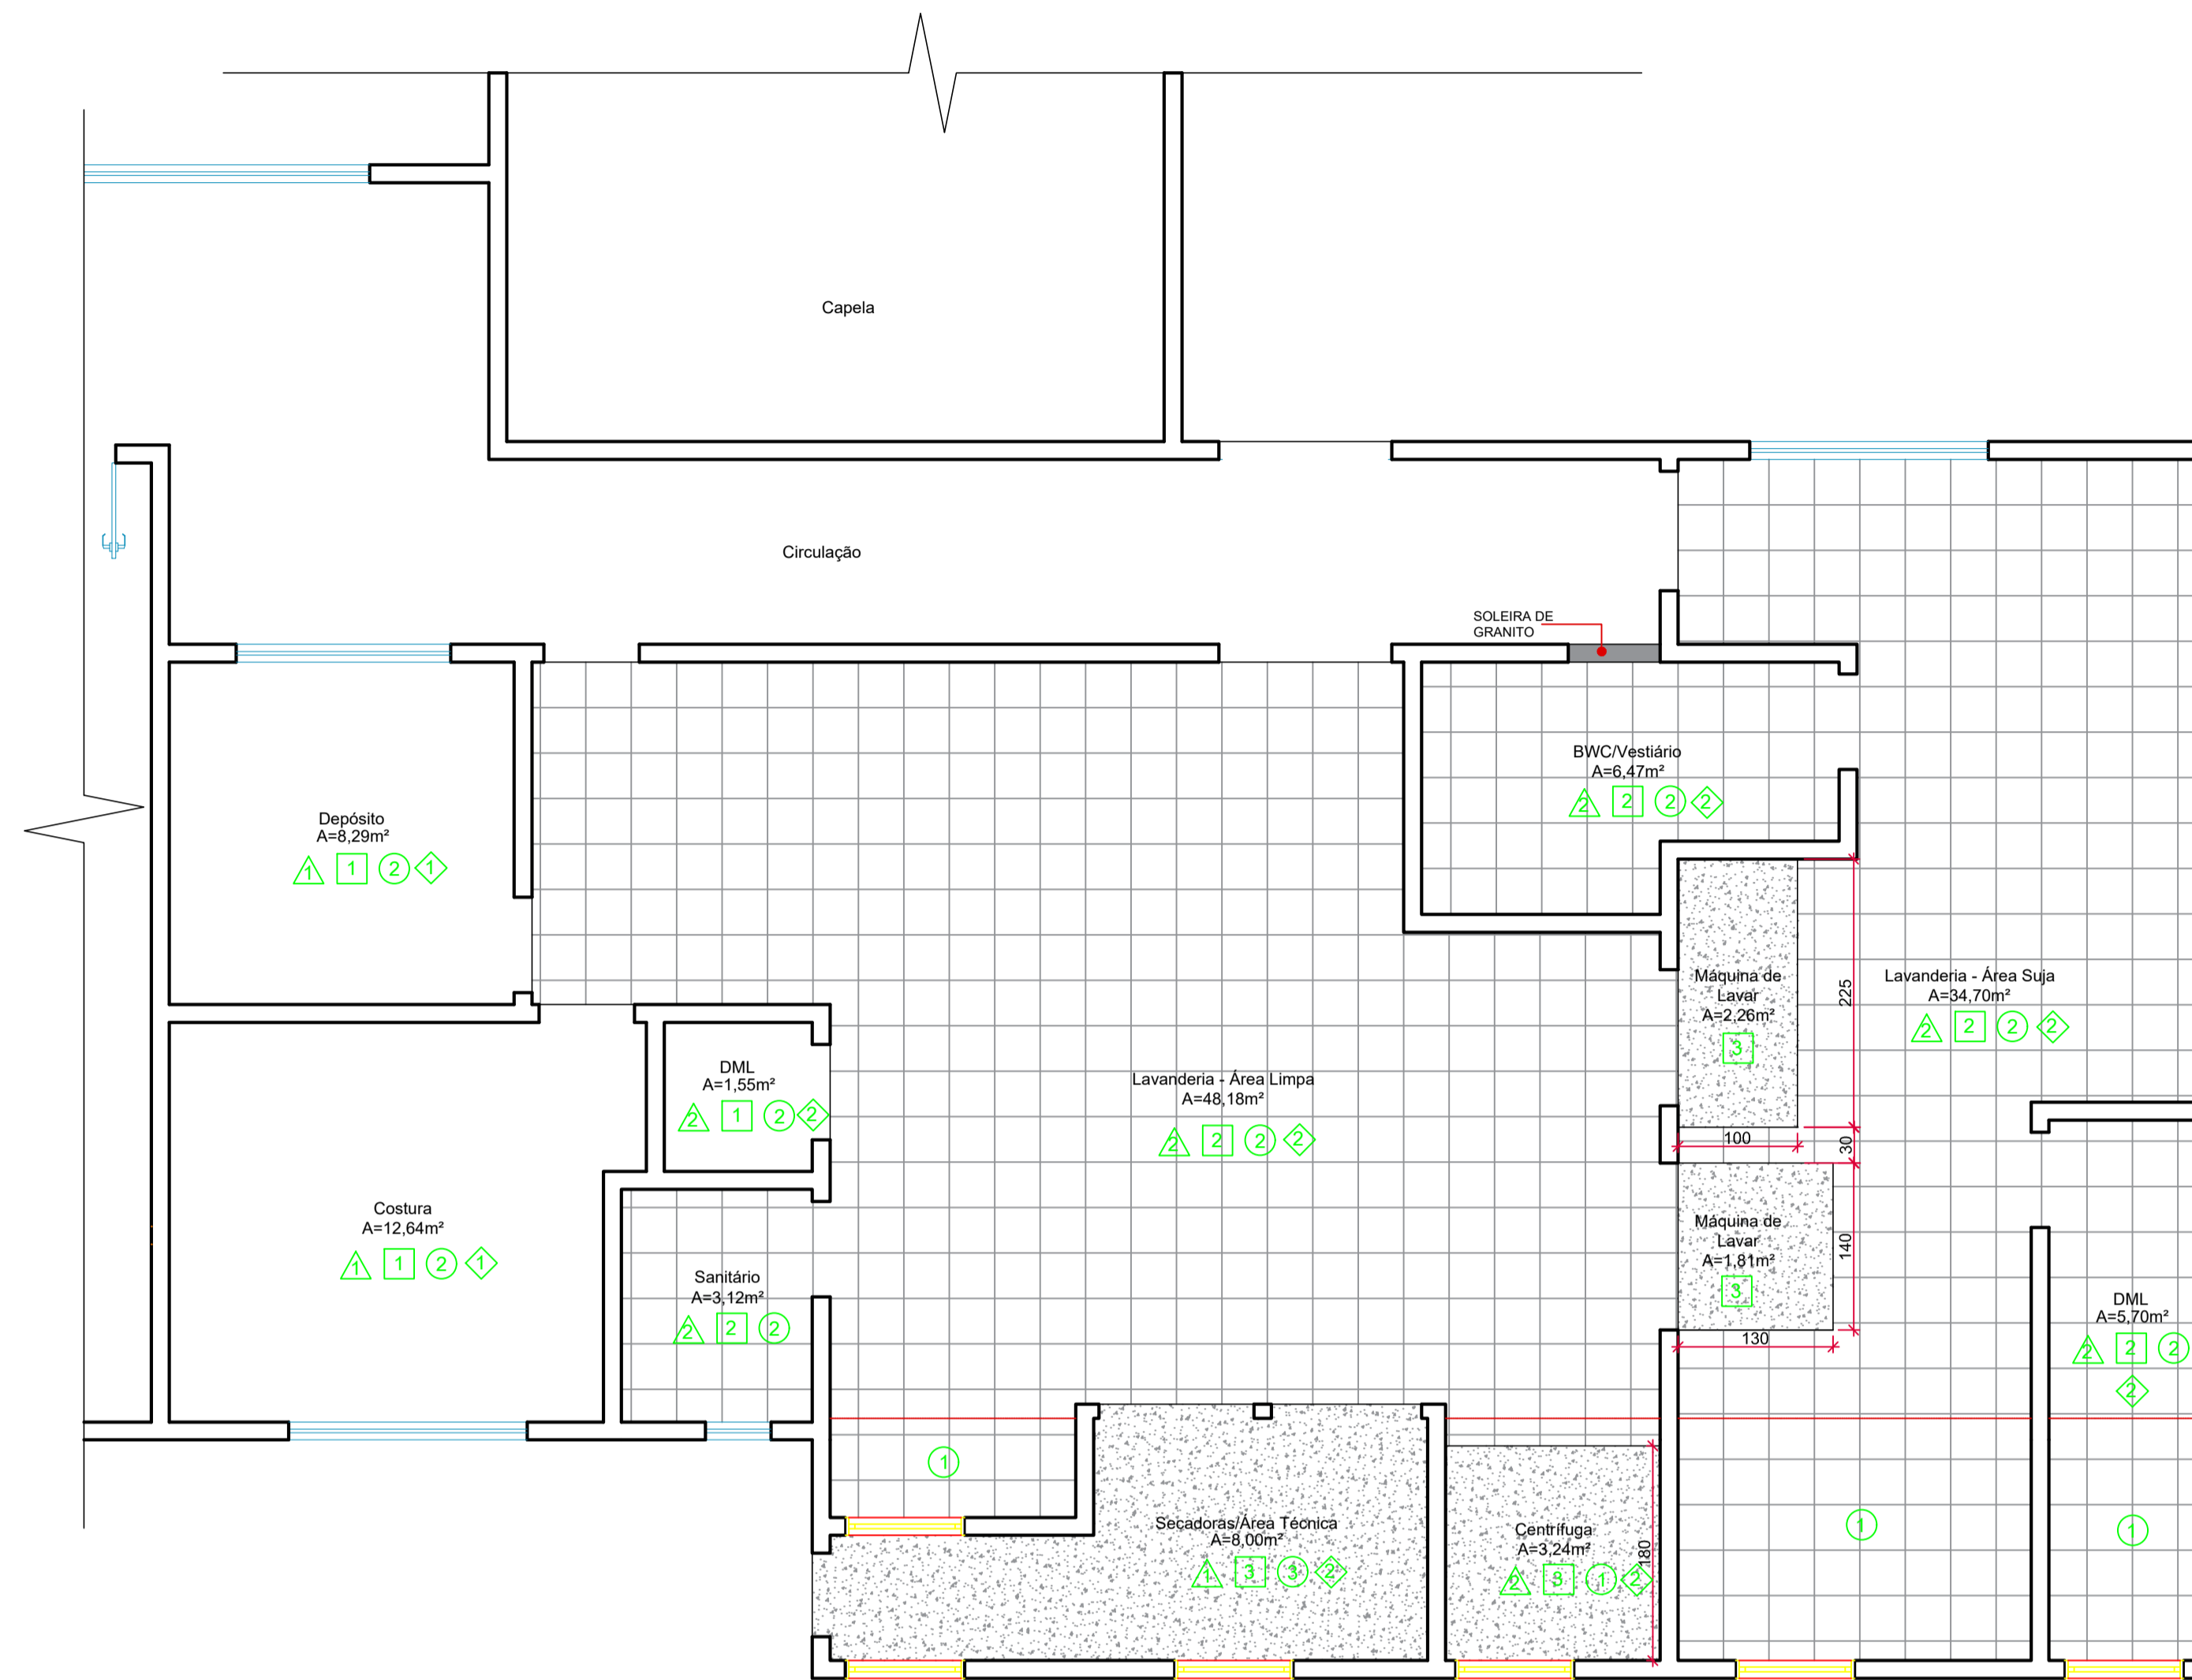 Capela
Circulação
SOLEIRA DE
GRANITO
BWC/Vestiário
A=6,47m²
2 2 2 2
Depósito
A=8,29m²
1 1 2 1
Máquina de
Lavar
A=2,26m²
3
225
Lavanderia - Área Suja
A=34,70m²
2 2 2 2
DML
A=1,55m²
2 1 2 2
Lavanderia - Área Limpa
A=48,18m²
2 2 2 2
100
30
Costura
A=12,64m²
1 1 2 1
Sanitário
A=3,12m²
2 2 2
Máquina de
Lavar
A=1,81m²
3
140
130
DML
A=5,70m²
2 2 2
2
1
Secadoras/Área Técnica
A=8,00m²
1 3 3 2
Centrífuga
A=3,24m²
2 3 1 2
180
1
1